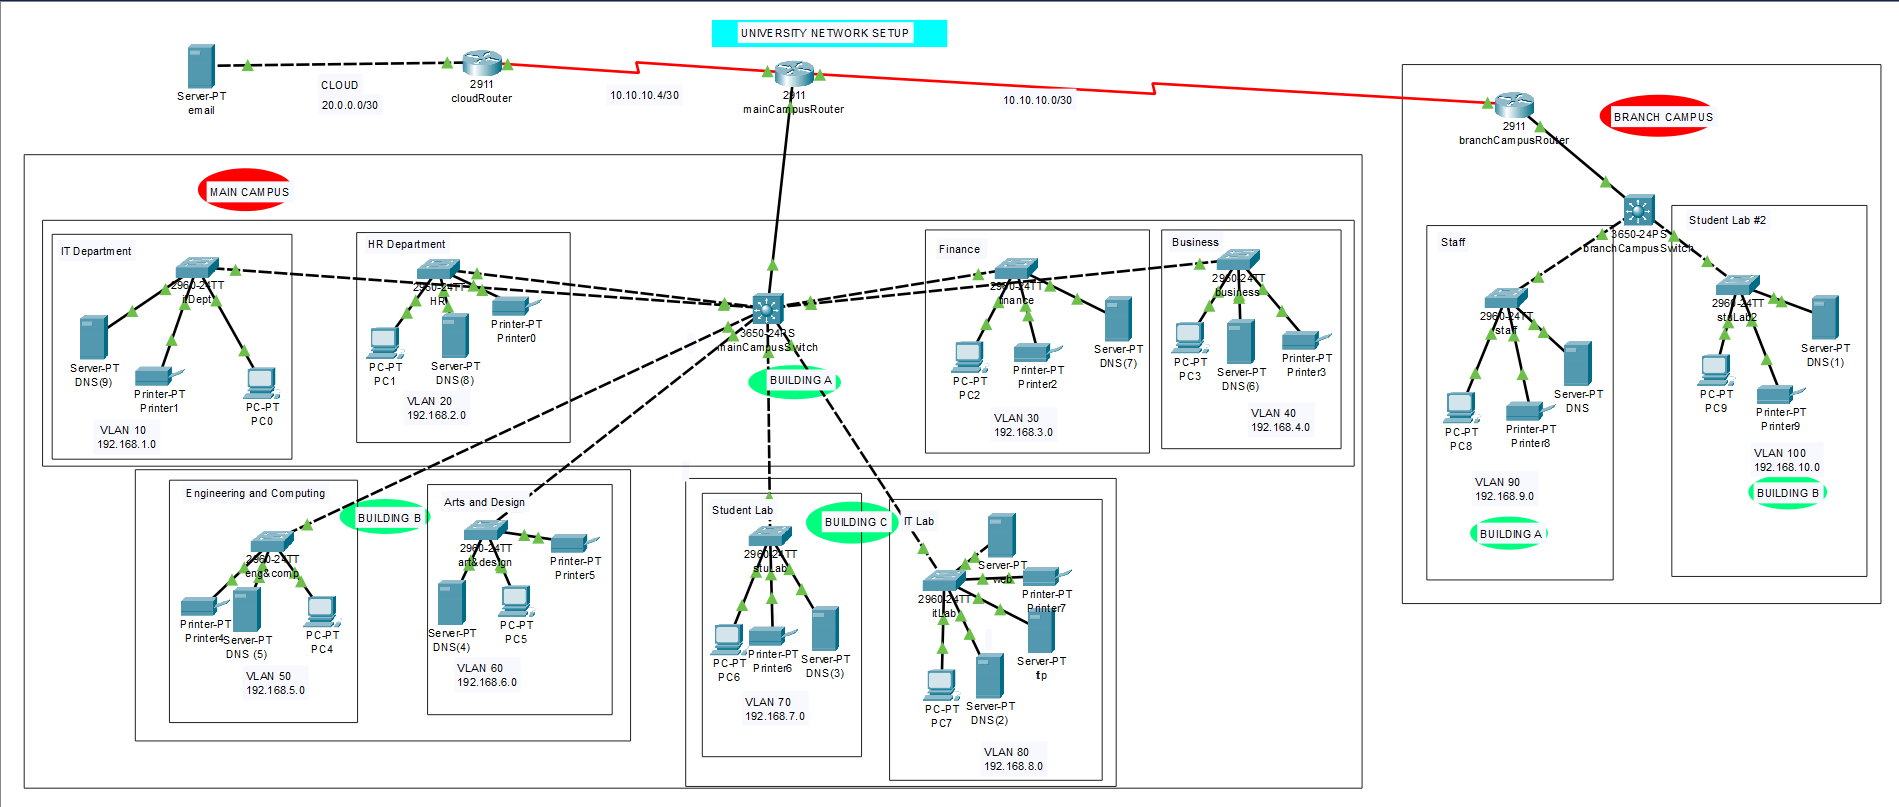 UNIVERSITY NETWORK SETUP
Server-PT
email
CLOUD
20.0.0.0/30
2911
cloudRouter
10.10.10.4/30
2911
mainCampusRouter
10.10.10.0/30
2911
branchCampusRouter
BRANCH CAMPUS
MAIN CAMPUS
IT Department
2960-24TT
itDept
Server-PT
DNS(9)
Printer-PT
Printer1
PC-PT
PC0
VLAN 10
192.168.1.0
HR Department
2960-24TT
HR
PC-PT
PC1
Server-PT
DNS(8)
Printer-PT
Printer0
VLAN 20
192.168.2.0
3650-24PS
mainCampusSwitch
BUILDING A
Finance
2960-24TT
finance
PC-PT
PC2
Printer-PT
Printer2
Server-PT
DNS(7)
VLAN 30
192.168.3.0
Business
2960-24TT
business
PC-PT
PC3
Server-PT
DNS(6)
Printer-PT
Printer3
VLAN 40
192.168.4.0
Engineering and Computing
2960-24TT
eng&comp
Printer-PT
Printer4
Server-PT
DNS (5)
PC-PT
PC4
VLAN 50
192.168.5.0
BUILDING B
Arts and Design
2960-24TT
art&design
Server-PT
DNS(4)
PC-PT
PC5
Printer-PT
Printer5
VLAN 60
192.168.6.0
Student Lab
2960-24TT
stuLab
PC-PT
PC6
Printer-PT
Printer6
Server-PT
DNS(3)
VLAN 70
192.168.7.0
BUILDING C
IT Lab
2960-24TT
itLab
Server-PT
web
Printer-PT
Printer7
Server-PT
ftp
PC-PT
PC7
Server-PT
DNS(2)
VLAN 80
192.168.8.0
3650-24PS
branchCampusSwitch
Staff
2960-24TT
staff
PC-PT
PC8
Printer-PT
Printer8
Server-PT
DNS
VLAN 90
192.168.9.0
BUILDING A
Student Lab #2
2960-24TT
stuLab2
PC-PT
PC9
Printer-PT
Printer9
Server-PT
DNS(1)
VLAN 100
192.168.10.0
BUILDING B